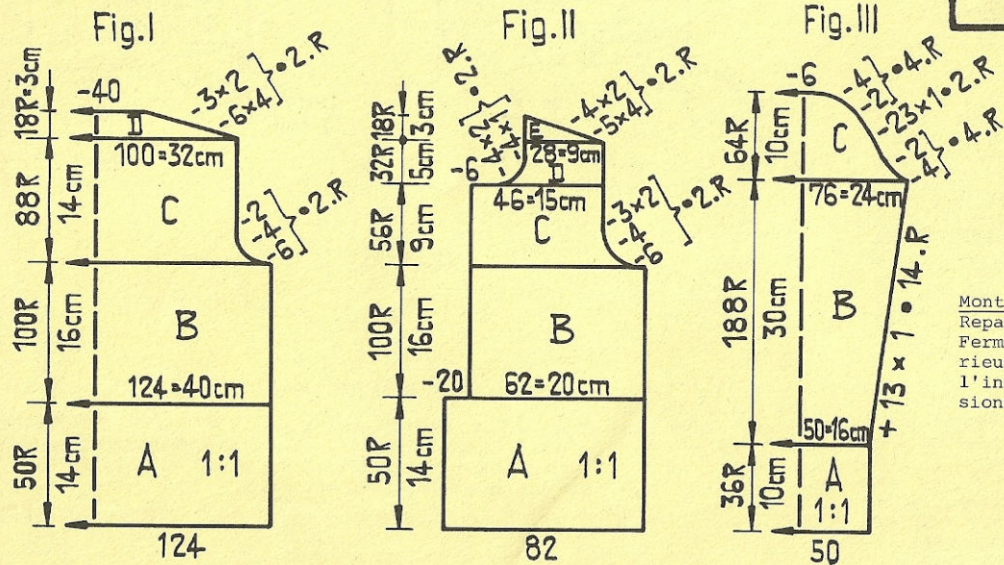 Fig.I
18R=3cm
-40
-3×2
-6×4
}•2.R
D
100=32cm
88R
14cm
C
-2
-4
-6
}•2.R
100R
16cm
B
124=40cm
50R
14cm
A 1:1
124
Fig.II
-4×2
}•2.R
18R
3cm
E
-4×2
-5×4
}•2.R
32R
5cm
28=9cm
-6
D
46=15cm
56R
9cm
C
-3×2
-4
-6
}•2.R
100R
16cm
B
-20
62=20cm
50R
14cm
A 1:1
82
Fig.III
-6
-4
-2
}•4.R
-23×1•2.R
-2
-4
}•4.R
64R
10cm
C
76=24cm
188R
30cm
B
+13×1•14.R
50=16cm
36R
10cm
A
1:1
50
Mont
Repa
Ferm
rieu
l'in
sion